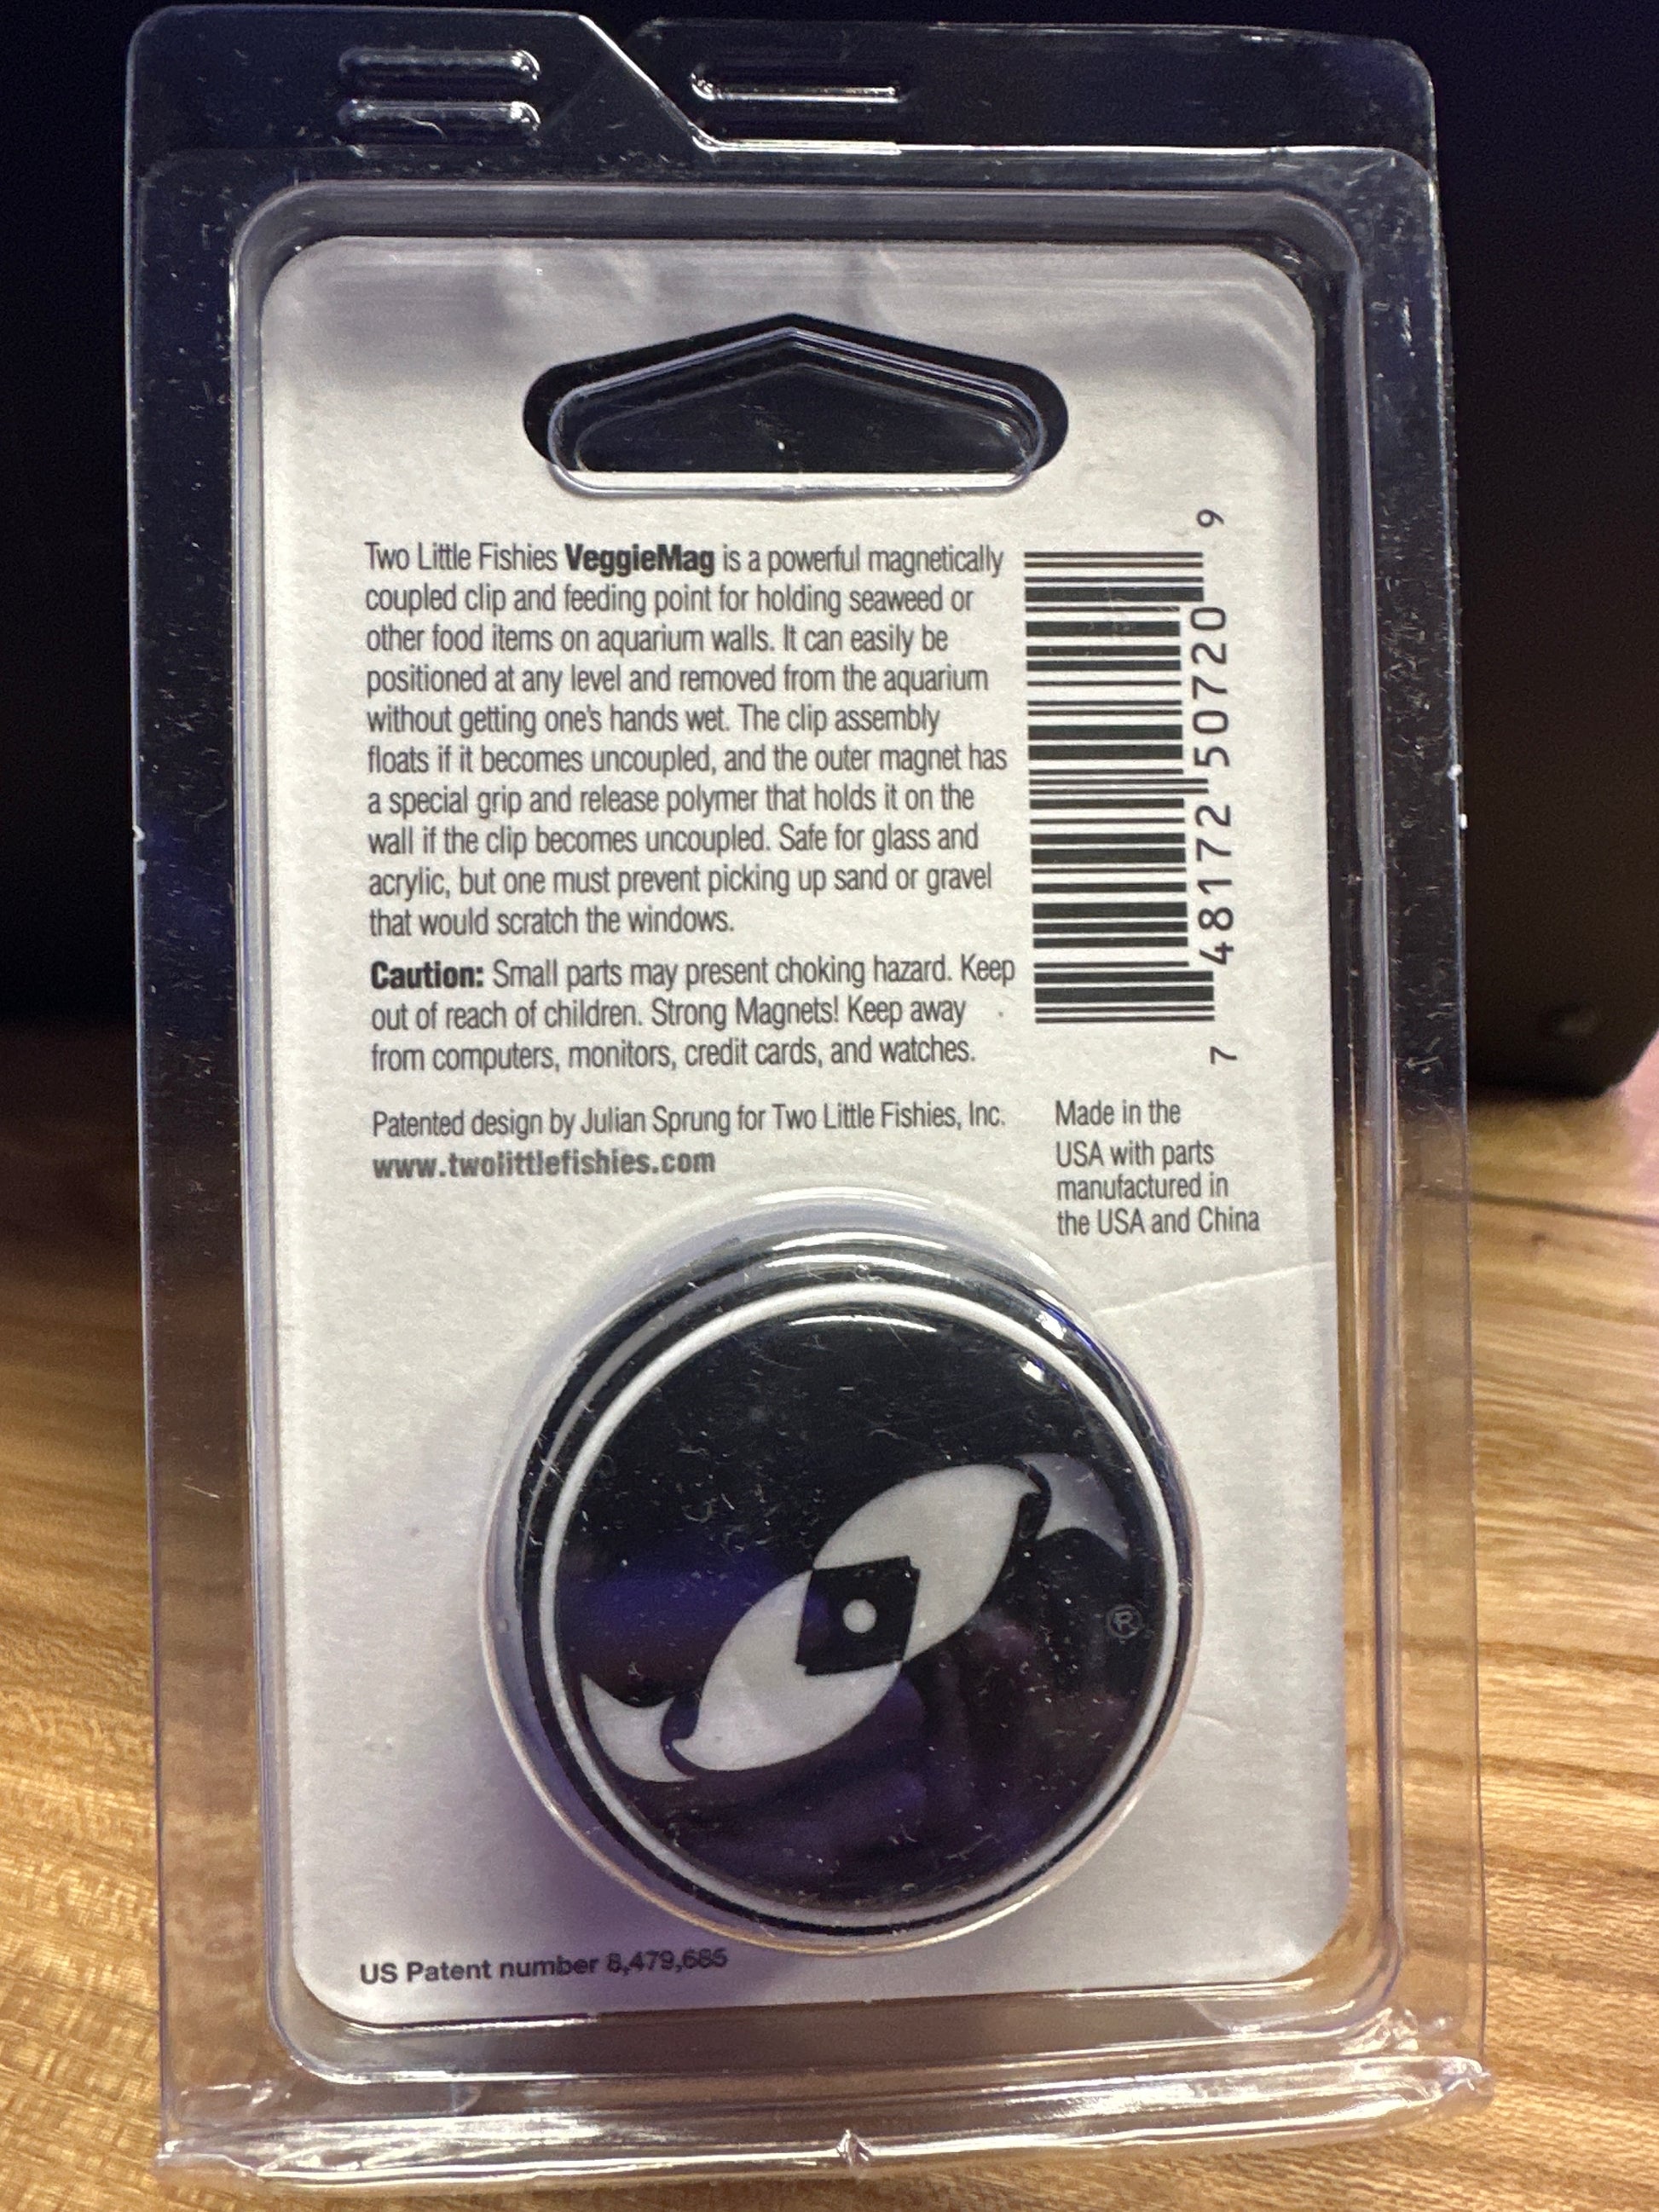 Two Little Fishies VeggieMag is a powerful magnetically
coupled clip and feeding point for holding seaweed or
other food items on aquarium walls. It can easily be
positioned at any level and removed from the aquarium
without getting one's hands wet. The clip assembly
floats if it becomes uncoupled, and the outer magnet has
a special grip and release polymer that holds it on the
wall if the clip becomes uncoupled. Safe for glass and
acrylic, but one must prevent picking up sand or gravel
that would scratch the windows.
Caution: Small parts may present choking hazard. Keep
out of reach of children. Strong Magnets! Keep away
from computers, monitors, credit cards, and watches.
Patented design by Julian Sprung for Two Little Fishies, Inc.
www.twolittlefishies.com
7 48172 50720 9
Made in the
USA with parts
manufactured in
the USA and China
®
US Patent number 8,479,685